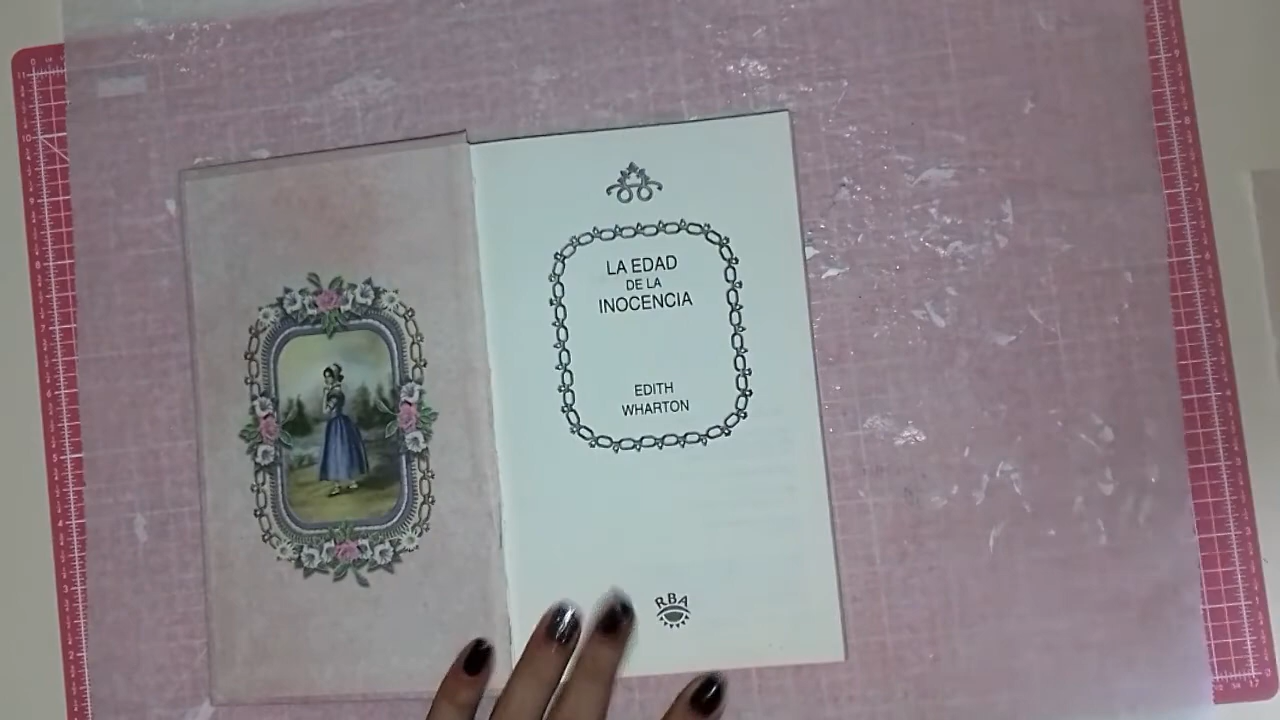 LA EDAD
DE LA
INOCENCIA
EDITH
WHARTON
RBA